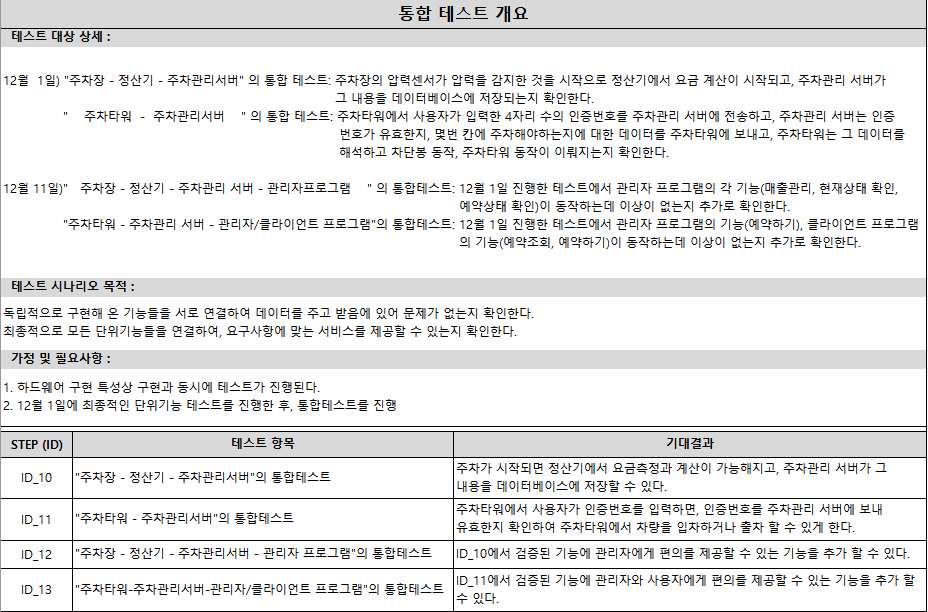 통합 테스트 개요
테스트 대상 상세 :
12월 1일) "주차장 - 정산기 - 주차관리서버" 의 통합 테스트: 주차장의 압력센서가 압력을 감지한 것을 시작으로 정산기에서 요금 계산이 시작되고, 주차관리 서버가
그 내용을 데이터베이스에 저장되는지 확인한다.
" 주차타워 - 주차관리서버 " 의 통합 테스트: 주차타워에서 사용자가 입력한 4자리 수의 인증번호를 주차관리 서버에 전송하고, 주차관리 서버는 인증
번호가 유효한지, 몇번 칸에 주차해야하는지에 대한 데이터를 주차타워에 보내고, 주차타워는 그 데이터를
해석하고 차단봉 동작, 주차타워 동작이 이뤄지는지 확인한다.
12월 11일)" 주차장 - 정산기 - 주차관리 서버 - 관리자프로그램 " 의 통합테스트: 12월 1일 진행한 테스트에서 관리자 프로그램의 각 기능(매출관리, 현재상태 확인,
예약상태 확인)이 동작하는데 이상이 없는지 추가로 확인한다.
"주차타워 - 주차관리 서버 - 관리자/클라이언트 프로그램"의 통합테스트: 12월 1일 진행한 테스트에서 관리자 프로그램의 기능(예약하기), 클라이언트 프로그램
의 기능(예약조회, 예약하기)이 동작하는데 이상이 없는지 추가로 확인한다.
테스트 시나리오 목적 :
독립적으로 구현해 온 기능들을 서로 연결하여 데이터를 주고 받음에 있어 문제가 없는지 확인한다.
최종적으로 모든 단위기능들을 연결하여, 요구사항에 맞는 서비스를 제공할 수 있는지 확인한다.
가정 및 필요사항 :
1. 하드웨어 구현 특성상 구현과 동시에 테스트가 진행된다.
2. 12월 1일에 최종적인 단위기능 테스트를 진행한 후, 통합테스트를 진행
STEP (ID) 테스트 항목 기대결과
ID_10 "주차장 - 정산기 - 주차관리서버"의 통합테스트 주차가 시작되면 정산기에서 요금측정과 계산이 가능해지고, 주차관리 서버가 그
내용을 데이터베이스에 저장할 수 있다.
ID_11 "주차타워 - 주차관리서버"의 통합테스트 주차타워에서 사용자가 인증번호를 입력하면, 인증번호를 주차관리 서버에 보내
유효한지 확인하여 주차타워에서 차량을 입차하거나 출차 할 수 있게 한다.
ID_12 "주차장 - 정산기 - 주차관리서버 - 관리자 프로그램"의 통합테스트 ID_10에서 검증된 기능에 관리자에게 편의를 제공할 수 있는 기능을 추가 할 수 있다.
ID_13 "주차타워-주차관리서버-관리자/클라이언트 프로그램"의 통합테스트 ID_11에서 검증된 기능에 관리자와 사용자에게 편의를 제공할 수 있는 기능을 추가 할
수 있다.